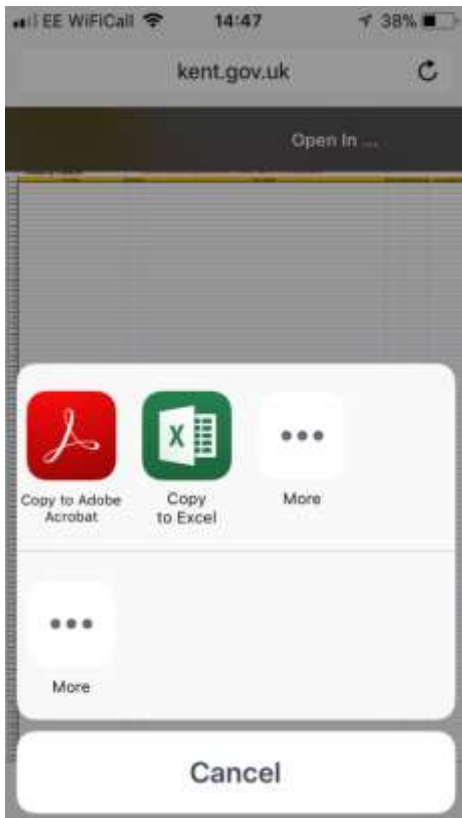 EE WiFiCall 14:47 38%
kent.gov.uk
Open In ...
Copy to Adobe
Acrobat
Copy
to Excel
More
More
Cancel